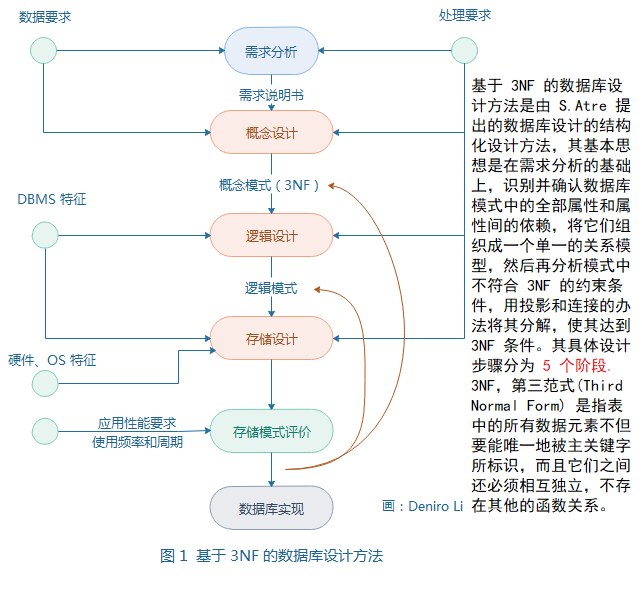 数据要求
处理要求
需求分析
需求说明书
概念设计
概念模式（3NF）
DBMS 特征
逻辑设计
逻辑模式
存储设计
硬件、OS 特征
应用性能要求
使用频率和周期
存储模式评价
数据库实现
画：Deniro Li
图 1 基于 3NF 的数据库设计方法
基于 3NF 的数据库设
计方法是由 S.Atre 提
出的数据库设计的结构
化设计方法，其基本思
想是在需求分析的基础
上，识别并确认数据库
模式中的全部属性和属
性间的依赖，将它们组
织成一个单一的关系模
型，然后再分析模式中
不符合 3NF 的约束条
件，用投影和连接的办
法将其分解，使其达到
3NF 条件。其具体设计
步骤分为 5 个阶段.
3NF，第三范式(Third
Normal Form) 是指表
中的所有数据元素不但
要能唯一地被主关键字
所标识，而且它们之间
还必须相互独立，不存
在其他的函数关系。